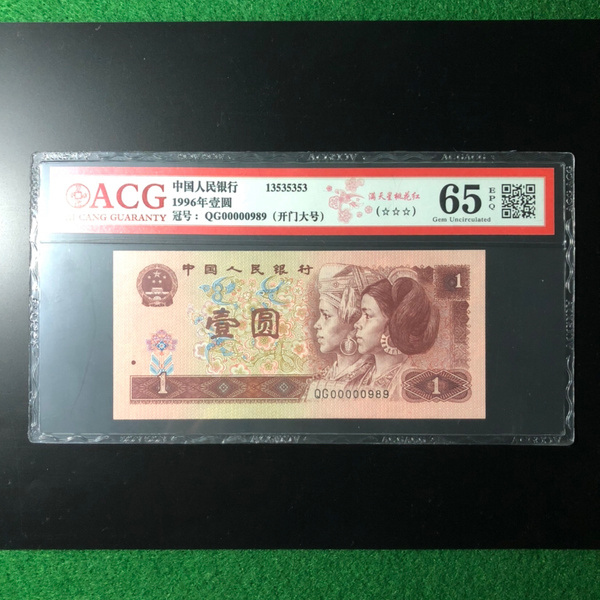 ACG
CANG GUARANTY
中国人民银行 13535353
1996年壹圆
冠号：QG00000989（开门大号）
满天星桃花红
(☆☆☆)
65 EPQ
Gem Uncirculated
中国人民银行
1
壹圆
1
QG00000989
1